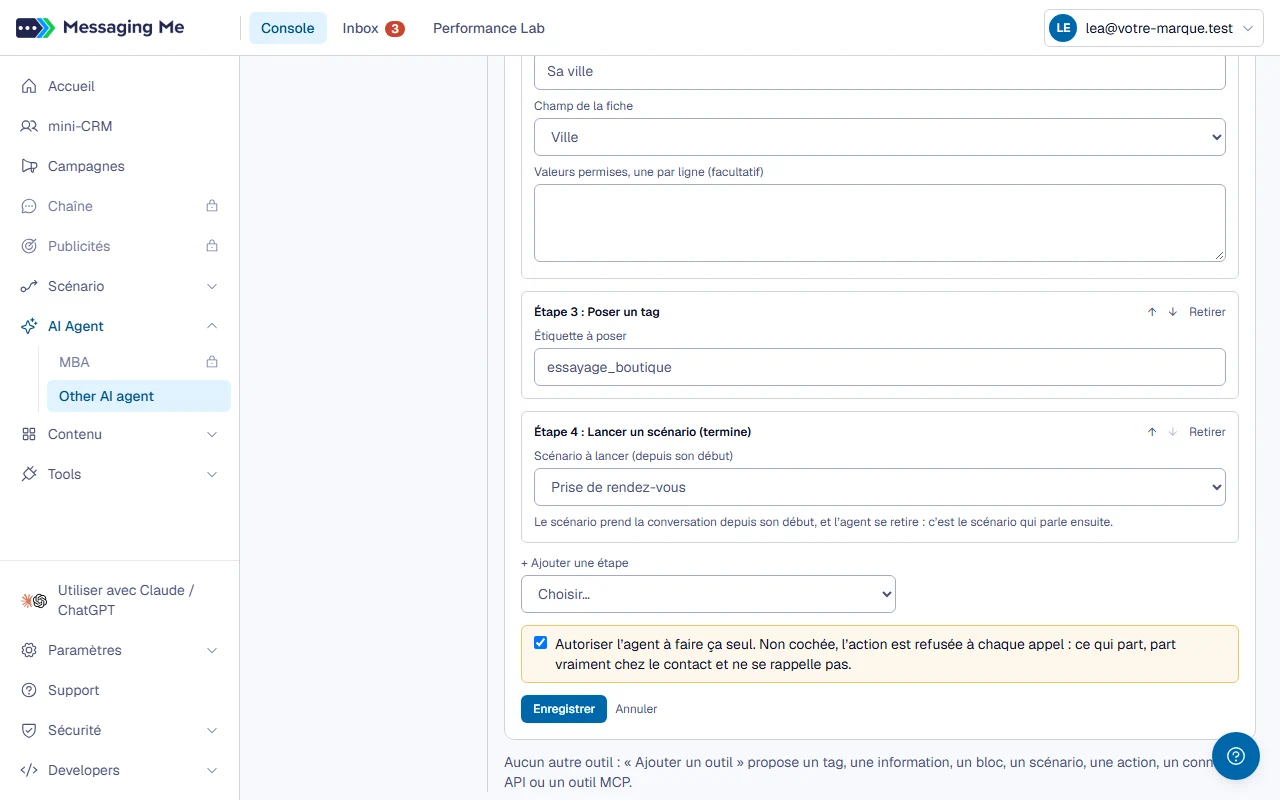 Messaging Me
Console
Inbox 3
Performance Lab
LE lea@votre-marque.test
Accueil
mini-CRM
Campagnes
Chaîne
Publicités
Scénario
AI Agent
MBA
Other AI agent
Contenu
Tools
Utiliser avec Claude /
ChatGPT
Paramètres
Support
Sécurité
Developers
Sa ville
Champ de la fiche
Ville
Valeurs permises, une par ligne (facultatif)
Étape 3 : Poser un tag
↑ ↓ Retirer
Étiquette à poser
essayage_boutique
Étape 4 : Lancer un scénario (termine)
↑ ↓ Retirer
Scénario à lancer (depuis son début)
Prise de rendez-vous
Le scénario prend la conversation depuis son début, et l'agent se retire : c'est le scénario qui parle ensuite.
+ Ajouter une étape
Choisir…
Autoriser l'agent à faire ça seul. Non cochée, l'action est refusée à chaque appel : ce qui part, part
vraiment chez le contact et ne se rappelle pas.
Enregistrer
Annuler
Aucun autre outil : « Ajouter un outil » propose un tag, une information, un bloc, un scénario, une action, un conn
API ou un outil MCP.